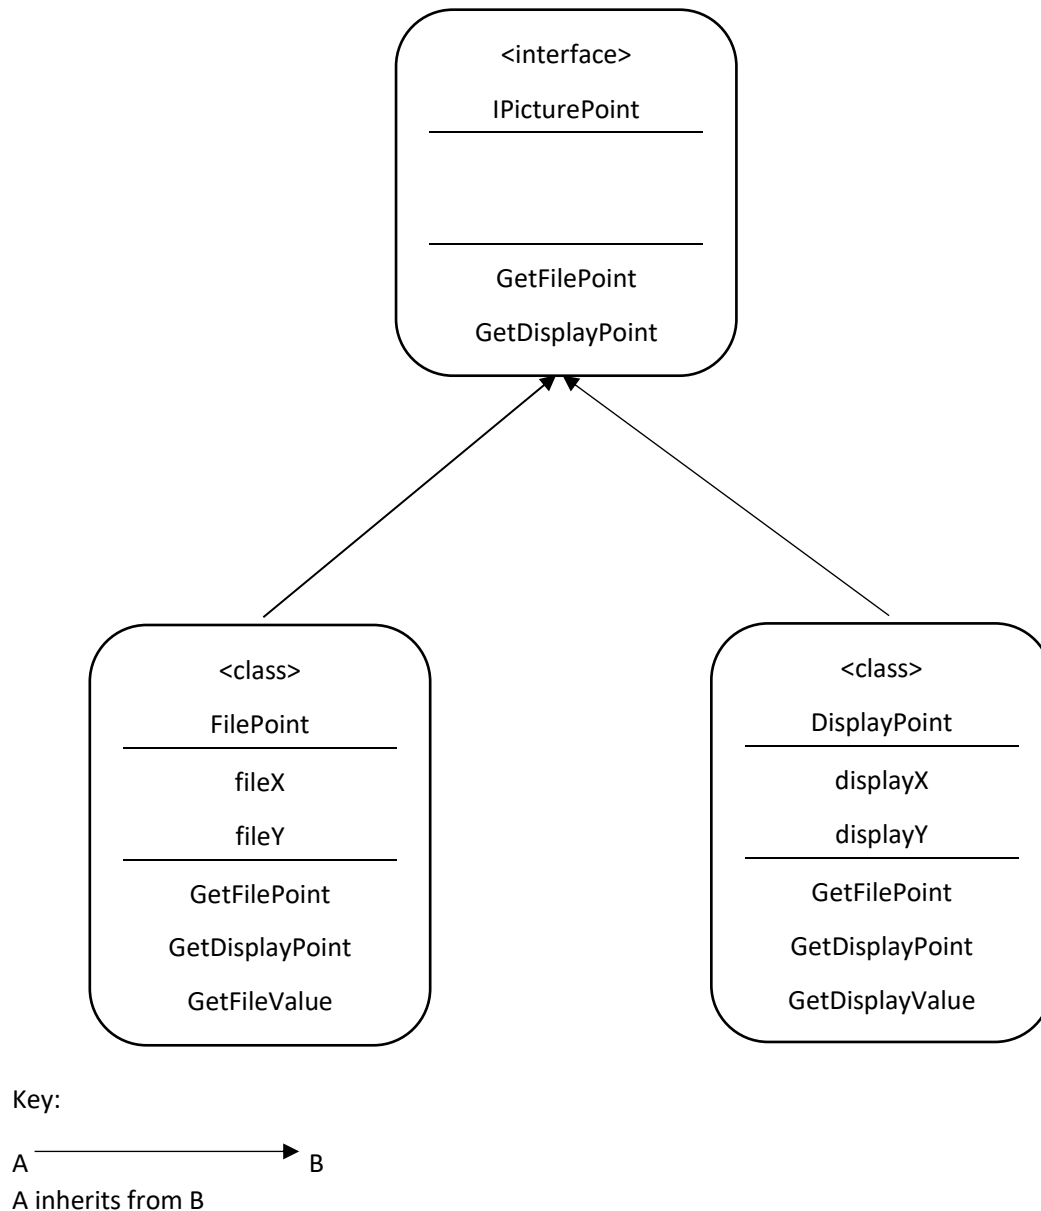 <interface>
IPicturePoint
GetFilePoint
GetDisplayPoint
<class>
FilePoint
fileX
fileY
GetFilePoint
GetDisplayPoint
GetFileValue
<class>
DisplayPoint
displayX
displayY
GetFilePoint
GetDisplayPoint
GetDisplayValue
Key:
A B
A inherits from B